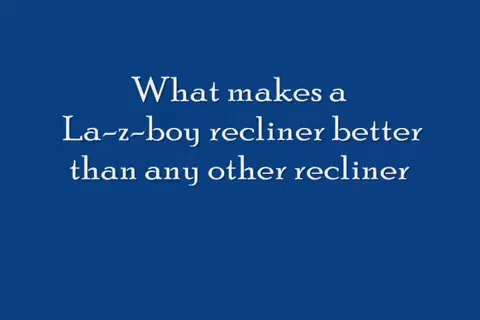 What makes a
La-z-boy recliner better
than any other recliner